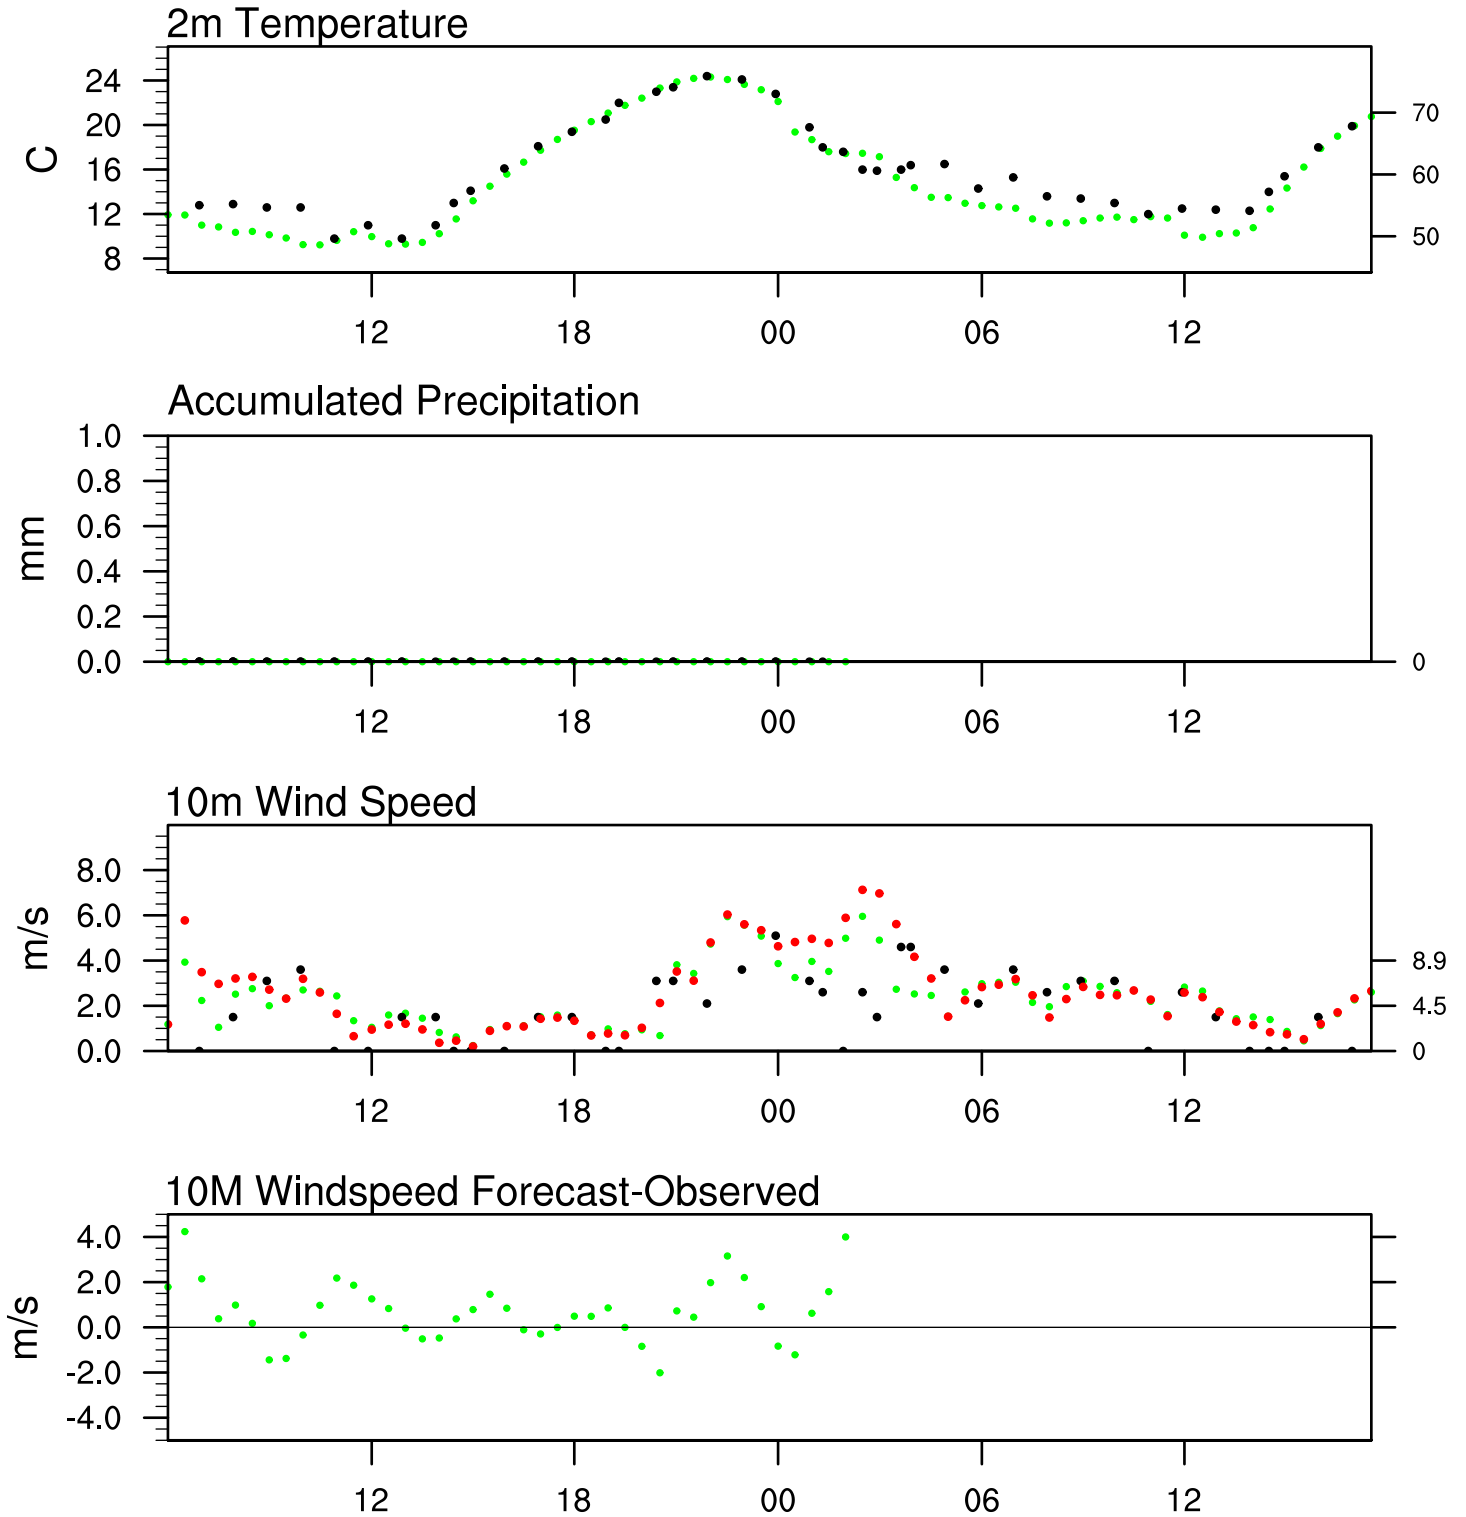 2m Temperature
24
20
16
12
8
C
70
60
50
12 18 00 06 12
Accumulated Precipitation
1.0
0.8
0.6
0.4
0.2
0.0
mm
0
12 18 00 06 12
10m Wind Speed
8.0
6.0
4.0
2.0
0.0
m/s
8.9
4.5
0
12 18 00 06 12
10M Windspeed Forecast-Observed
4.0
2.0
0.0
-2.0
-4.0
m/s
12 18 00 06 12